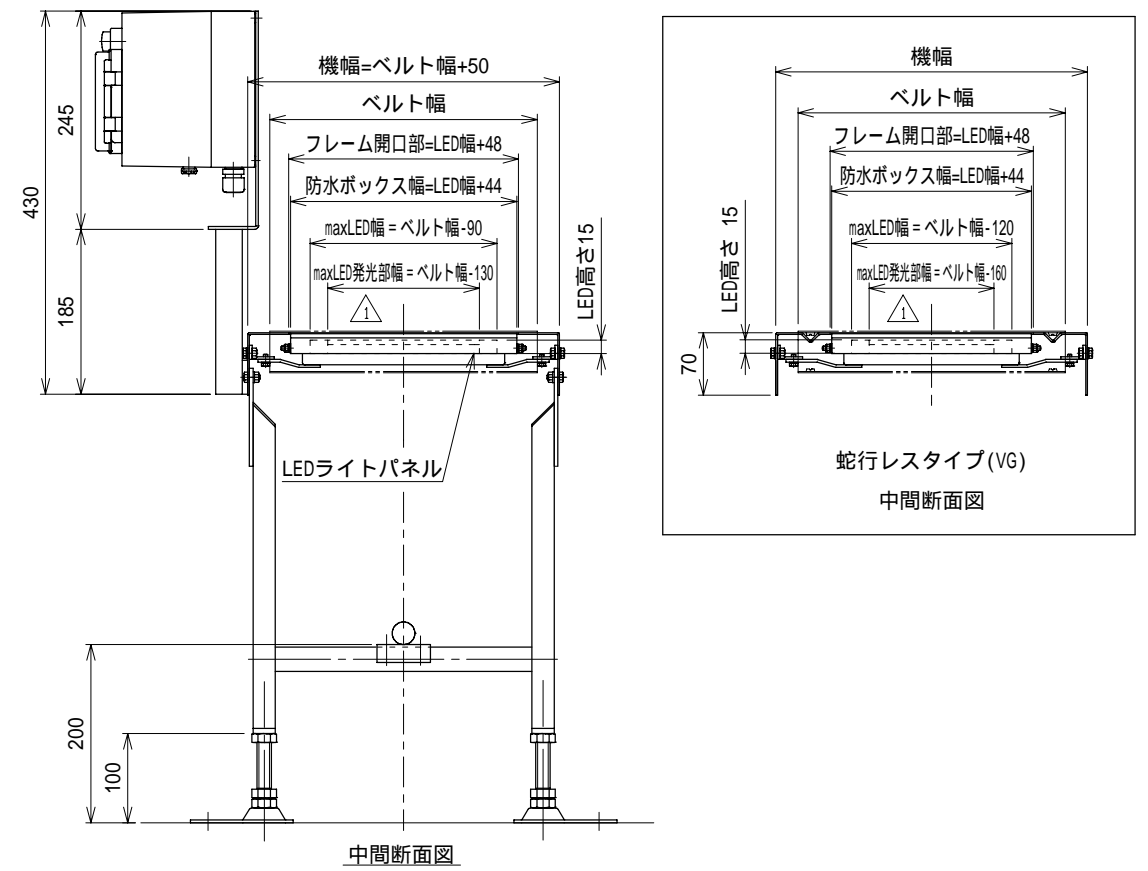 機幅=ベルト幅+50
ベルト幅
フレーム開口部=LED幅+48
防水ボックス幅=LED幅+44
maxLED幅 = ベルト幅-90
maxLED発光部幅 = ベルト幅-130
1
LED高さ15
245
430
185
LEDライトパネル
200
100
中間断面図
機幅
ベルト幅
フレーム開口部=LED幅+48
防水ボックス幅=LED幅+44
maxLED幅 = ベルト幅-120
maxLED発光部幅 = ベルト幅-160
1
LED高さ 15
70
蛇行レスタイプ(VG)
中間断面図